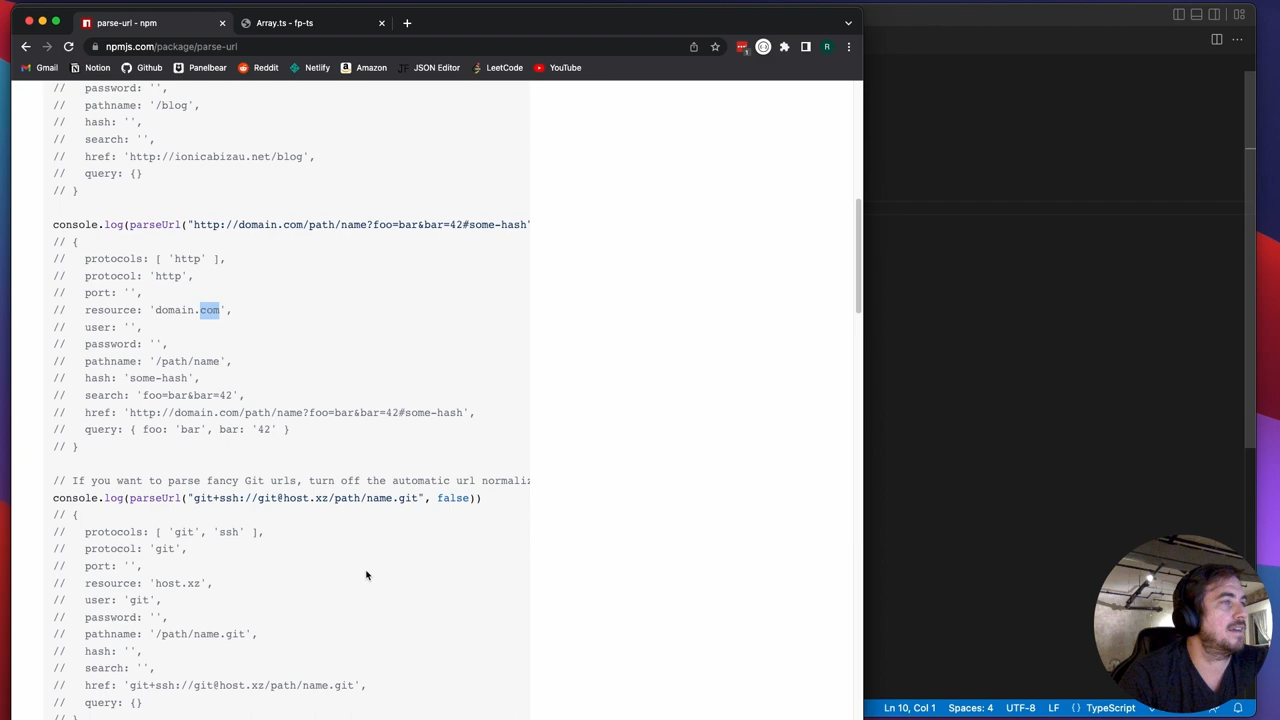 parse-url - npm
Array.ts - fp-ts
npmjs.com/package/parse-url
1
R
Gmail
Notion
Github
Panelbear
Reddit
Netlify
Amazon
JF JSON Editor
LeetCode
YouTube
//   password: '',
//   pathname: '/blog',
//   hash: '',
//   search: '',
//   href: 'http://ionicabizau.net/blog',
//   query: {}
// }
console.log(parseUrl("http://domain.com/path/name?foo=bar&bar=42#some-hash"
// {
//   protocols: [ 'http' ],
//   protocol: 'http',
//   port: '',
//   resource: 'domain.com',
//   user: '',
//   password: '',
//   pathname: '/path/name',
//   hash: 'some-hash',
//   search: 'foo=bar&bar=42',
//   href: 'http://domain.com/path/name?foo=bar&bar=42#some-hash',
//   query: { foo: 'bar', bar: '42' }
// }
// If you want to parse fancy Git urls, turn off the automatic url normaliz
console.log(parseUrl("git+ssh://git@host.xz/path/name.git", false))
// {
//   protocols: [ 'git', 'ssh' ],
//   protocol: 'git',
//   port: '',
//   resource: 'host.xz',
//   user: 'git',
//   password: '',
//   pathname: '/path/name.git',
//   hash: '',
//   search: '',
//   href: 'git+ssh://git@host.xz/path/name.git',
//   query: {}
// }
Ln 10, Col 1
Spaces: 4
UTF-8
LF
{} TypeScript